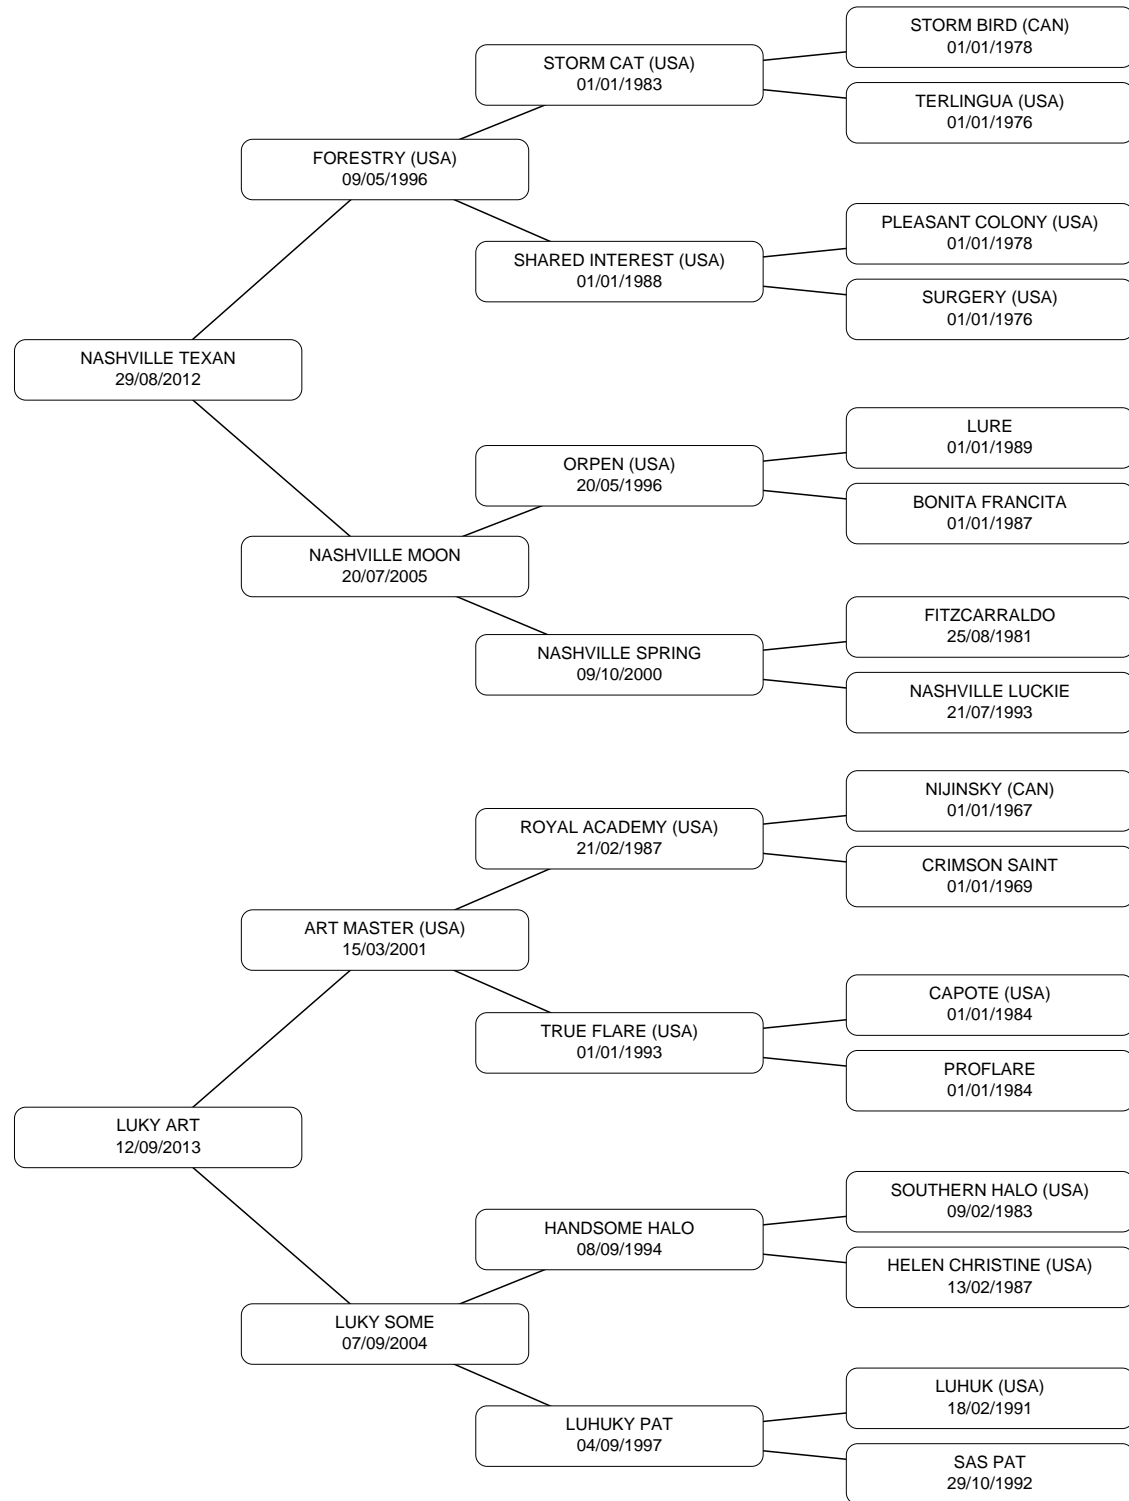 STORM BIRD (CAN)
01/01/1978
STORM CAT (USA)
01/01/1983
TERLINGUA (USA)
01/01/1976
FORESTRY (USA)
09/05/1996
PLEASANT COLONY (USA)
01/01/1978
SHARED INTEREST (USA)
01/01/1988
SURGERY (USA)
01/01/1976
NASHVILLE TEXAN
29/08/2012
LURE
01/01/1989
ORPEN (USA)
20/05/1996
BONITA FRANCITA
01/01/1987
NASHVILLE MOON
20/07/2005
FITZCARRALDO
25/08/1981
NASHVILLE SPRING
09/10/2000
NASHVILLE LUCKIE
21/07/1993
NIJINSKY (CAN)
01/01/1967
ROYAL ACADEMY (USA)
21/02/1987
CRIMSON SAINT
01/01/1969
ART MASTER (USA)
15/03/2001
CAPOTE (USA)
01/01/1984
TRUE FLARE (USA)
01/01/1993
PROFLARE
01/01/1984
LUKY ART
12/09/2013
SOUTHERN HALO (USA)
09/02/1983
HANDSOME HALO
08/09/1994
HELEN CHRISTINE (USA)
13/02/1987
LUKY SOME
07/09/2004
LUHUK (USA)
18/02/1991
LUHUKY PAT
04/09/1997
SAS PAT
29/10/1992